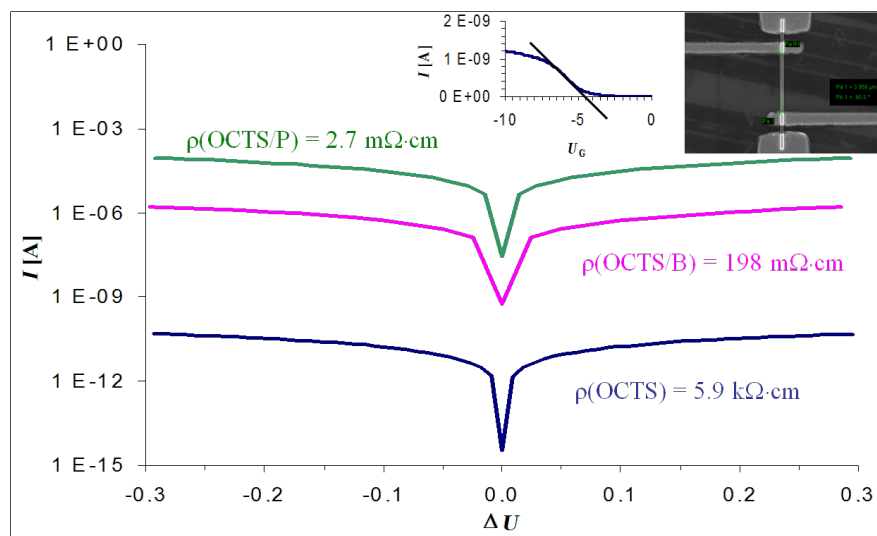 1 E+00
1 E-03
1 E-06
1 E-09
1 E-12
1 E-15
I [A]
-0.3
-0.2
-0.1
0.0
0.1
0.2
0.3
ΔU
ρ(OCTS/P) = 2.7 mΩ·cm
ρ(OCTS/B) = 198 mΩ·cm
ρ(OCTS) = 5.9 kΩ·cm
2 E-09
1 E-09
0 E+00
I [A]
-10
-5
0
U_G